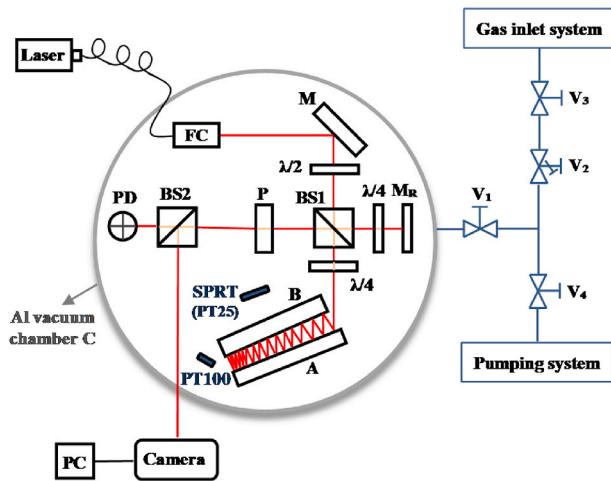 Laser
Gas inlet system
M
V3
FC
λ/2
V2
PD
BS2
P
BS1
λ/4
MR
V1
λ/4
SPRT
(PT25)
B
V4
Al vacuum
chamber C
PT100
A
Pumping system
PC
Camera